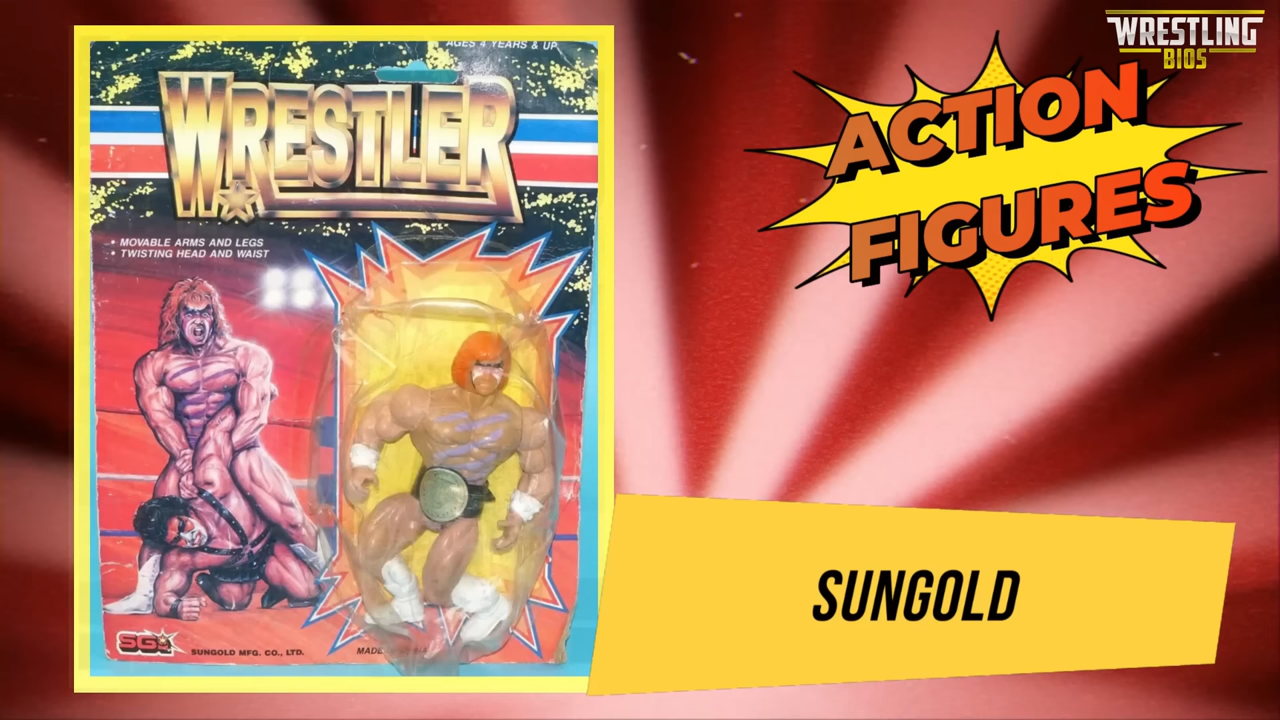 WRESTLING
BIOS
ACTION
FIGURES
AGES 4 YEARS & UP
WRESTLER
• MOVABLE ARMS AND LEGS
• TWISTING HEAD AND WAIST
SG
SUNGOLD MFG. CO., LTD.
MADE
SUNGOLD